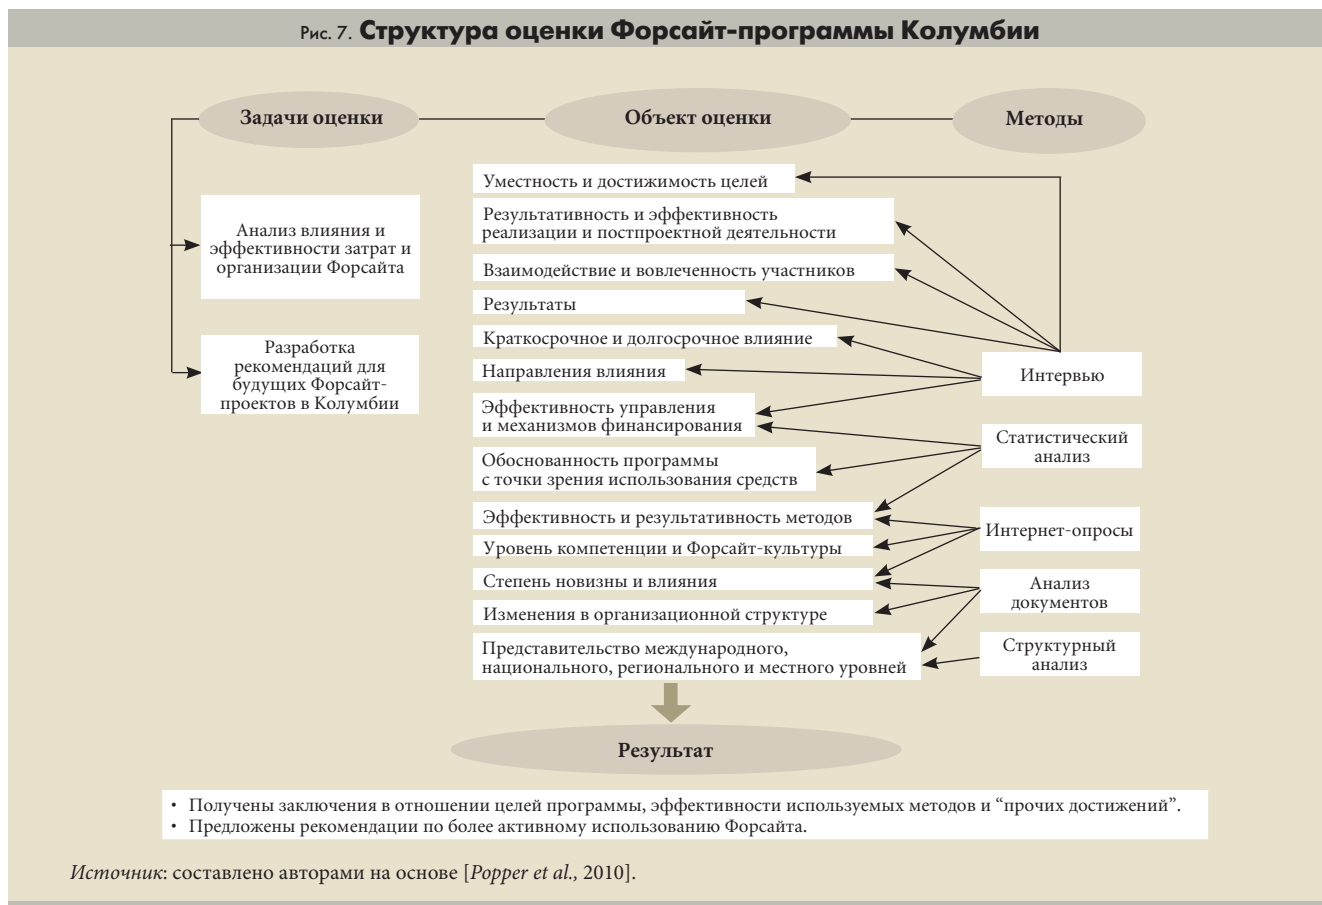 Рис. 7. Структура оценки Форсайт-программы Колумбии
Задачи оценки
Объект оценки
Методы
Анализ влияния и
эффективности затрат и
организации Форсайта
Разработка
рекомендаций для
будущих Форсайт-
проектов в Колумбии
Уместность и достижимость целей
Результативность и эффективность
реализации и постпроектной деятельности
Взаимодействие и вовлеченность участников
Результаты
Краткосрочное и долгосрочное влияние
Направления влияния
Эффективность управления
и механизмов финансирования
Обоснованность программы
с точки зрения использования средств
Эффективность и результативность методов
Уровень компетенции и Форсайт-культуры
Степень новизны и влияния
Изменения в организационной структуре
Представительство международного,
национального, регионального и местного уровней
Интервью
Статистический
анализ
Интернет-опросы
Анализ
документов
Структурный
анализ
Результат
• Получены заключения в отношении целей программы, эффективности используемых методов и “прочих достижений”.
• Предложены рекомендации по более активному использованию Форсайта.
Источник: составлено авторами на основе [Popper et al., 2010].